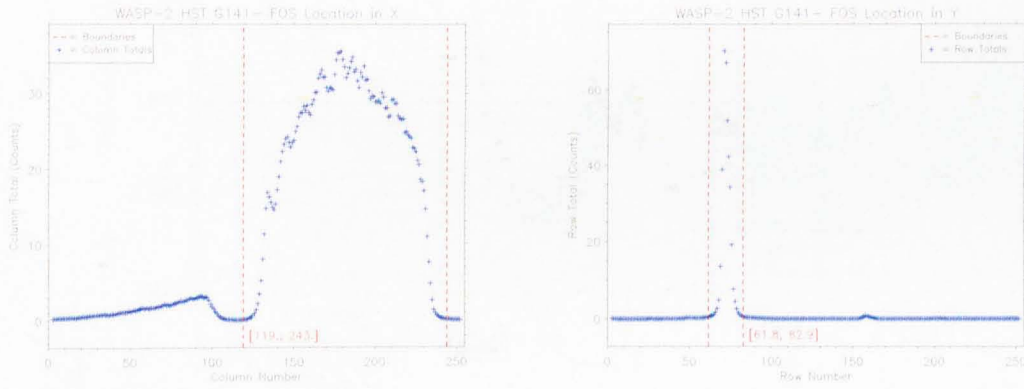 WASP-2 HST G141- FOS Location in X
- - - = Boundaries
+ = Column Totals
Column Total (Counts)
30
20
10
0
[119., 243.]
0 50 100 150 200 250
Column Number
WASP-2 HST G141- FOS Location in Y
- - - = Boundaries
+ = Row Totals
Row Total (Counts)
60
40
20
0
[61.8, 82.9]
0 50 100 150 200 250
Row Number